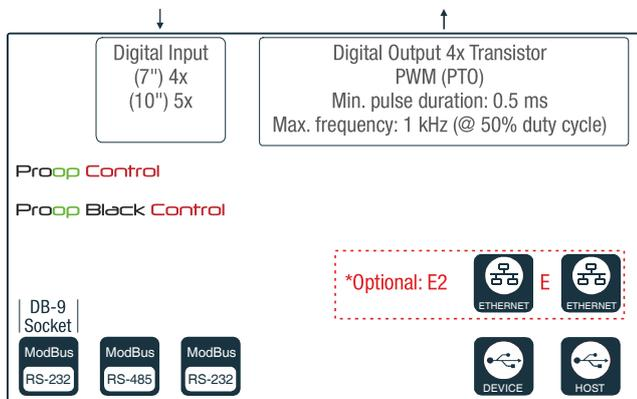 Digital Input
(7") 4x
(10") 5x
Digital Output 4x Transistor
PWM (PTO)
Min. pulse duration: 0.5 ms
Max. frequency: 1 kHz (@ 50% duty cycle)
Proop Control
Proop Black Control
*Optional: E2
ETHERNET
E
ETHERNET
DB-9
Socket
ModBus
RS-232
ModBus
RS-485
ModBus
RS-232
DEVICE
HOST